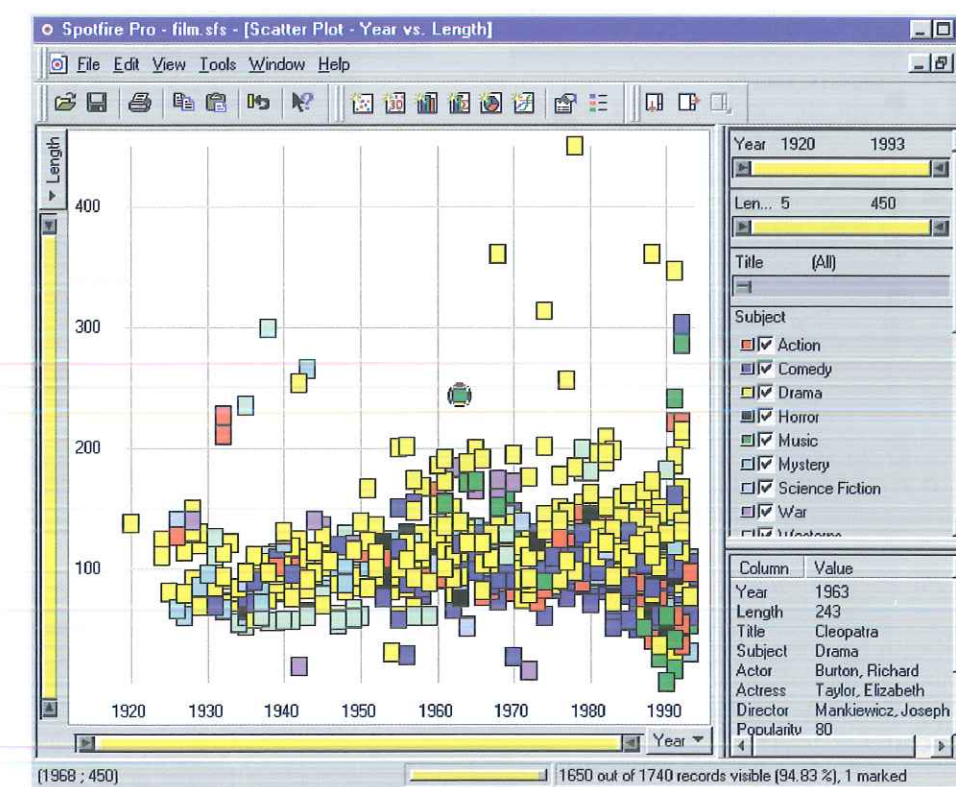 Spotfire Pro - film.sfs - [Scatter Plot - Year vs. Length]
File Edit View Tools Window Help
3D
Length
400
300
200
100
1920 1930 1940 1950 1960 1970 1980 1990
Year
Year 1920 1993
Len... 5 450
Title (All)
Subject
Action
Comedy
Drama
Horror
Music
Mystery
Science Fiction
War
Column Value
Year 1963
Length 243
Title Cleopatra
Subject Drama
Actor Burton, Richard
Actress Taylor, Elizabeth
Director Mankiewicz, Joseph
Popularity 80
(1968 ; 450)
1650 out of 1740 records visible (94.83 %), 1 marked